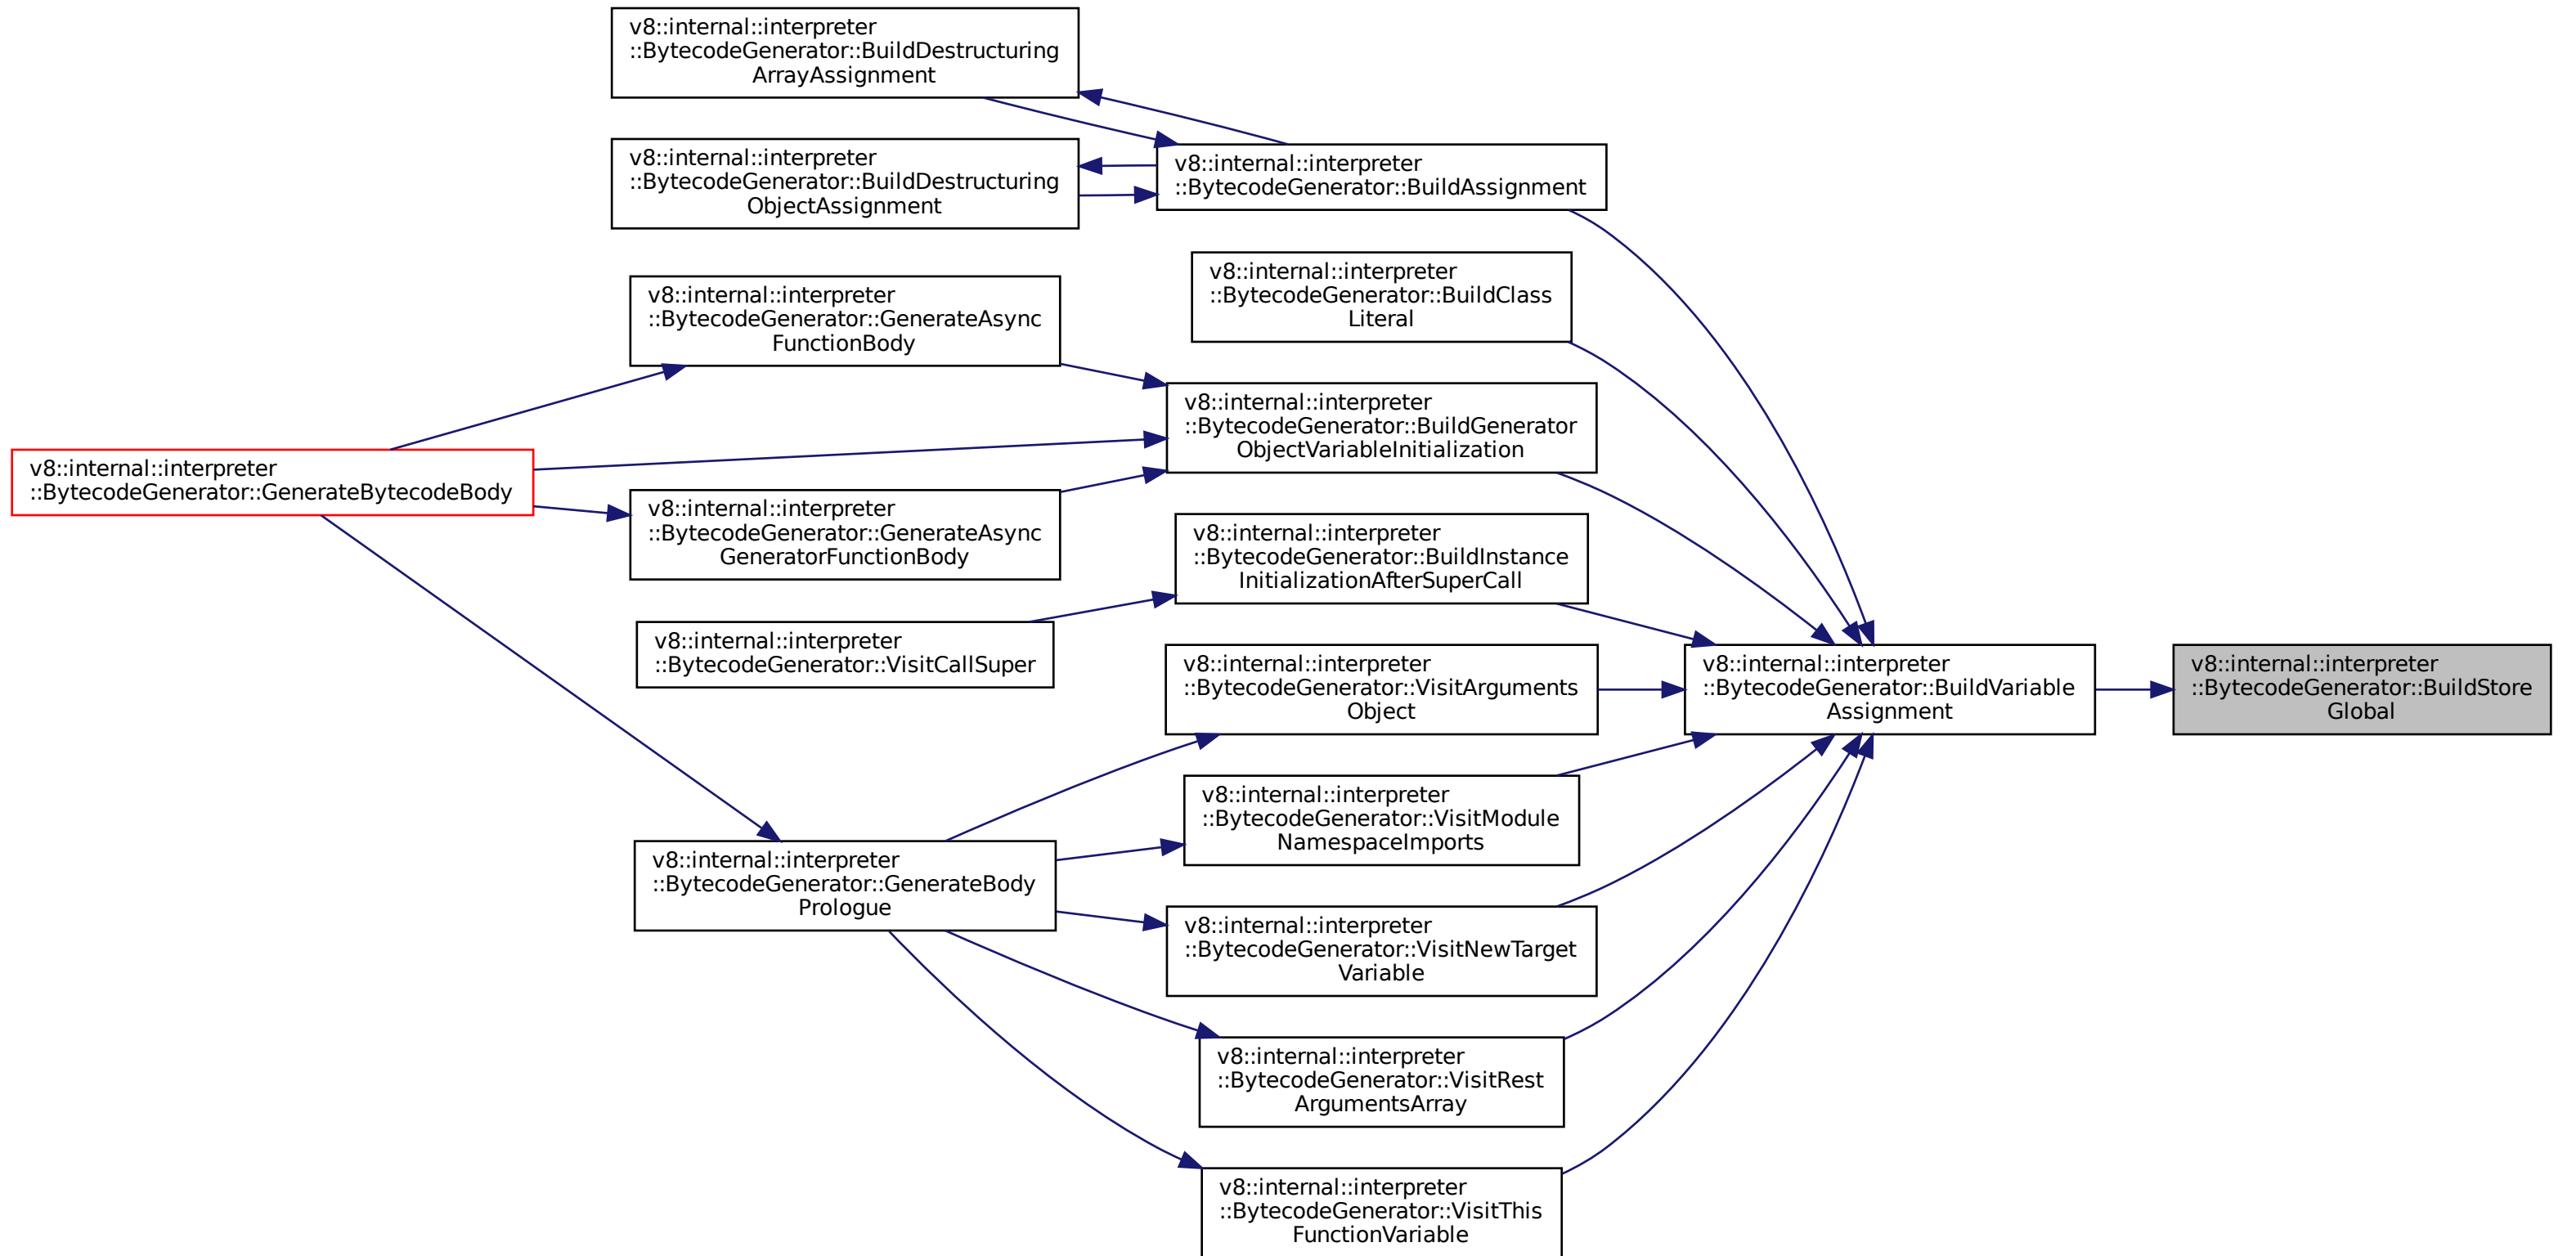 v8::internal::interpreter
::BytecodeGenerator::BuildDestructuring
ArrayAssignment
v8::internal::interpreter
::BytecodeGenerator::BuildDestructuring
ObjectAssignment
v8::internal::interpreter
::BytecodeGenerator::BuildAssignment
v8::internal::interpreter
::BytecodeGenerator::BuildClass
Literal
v8::internal::interpreter
::BytecodeGenerator::GenerateAsync
FunctionBody
v8::internal::interpreter
::BytecodeGenerator::BuildGenerator
ObjectVariableInitialization
v8::internal::interpreter
::BytecodeGenerator::GenerateBytecodeBody
v8::internal::interpreter
::BytecodeGenerator::GenerateAsync
GeneratorFunctionBody
v8::internal::interpreter
::BytecodeGenerator::BuildInstance
InitializationAfterSuperCall
v8::internal::interpreter
::BytecodeGenerator::VisitCallSuper
v8::internal::interpreter
::BytecodeGenerator::VisitArguments
Object
v8::internal::interpreter
::BytecodeGenerator::BuildVariable
Assignment
v8::internal::interpreter
::BytecodeGenerator::BuildStore
Global
v8::internal::interpreter
::BytecodeGenerator::VisitModule
NamespaceImports
v8::internal::interpreter
::BytecodeGenerator::GenerateBody
Prologue
v8::internal::interpreter
::BytecodeGenerator::VisitNewTarget
Variable
v8::internal::interpreter
::BytecodeGenerator::VisitRest
ArgumentsArray
v8::internal::interpreter
::BytecodeGenerator::VisitThis
FunctionVariable